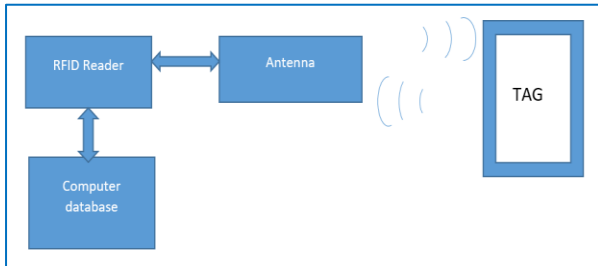 RFID Reader
Antenna
TAG
Computer
database